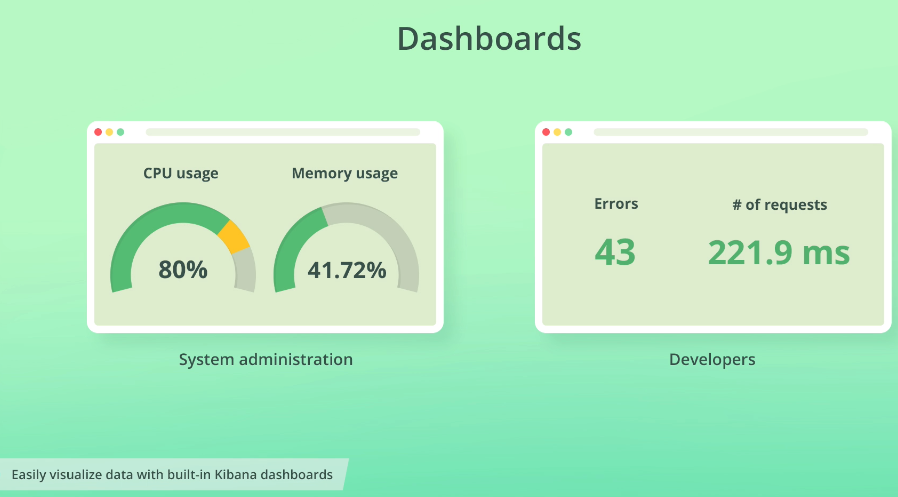 Dashboards
CPU usage
Memory usage
80%
41.72%
System administration
Errors
# of requests
43
221.9 ms
Developers
Easily visualize data with built-in Kibana dashboards